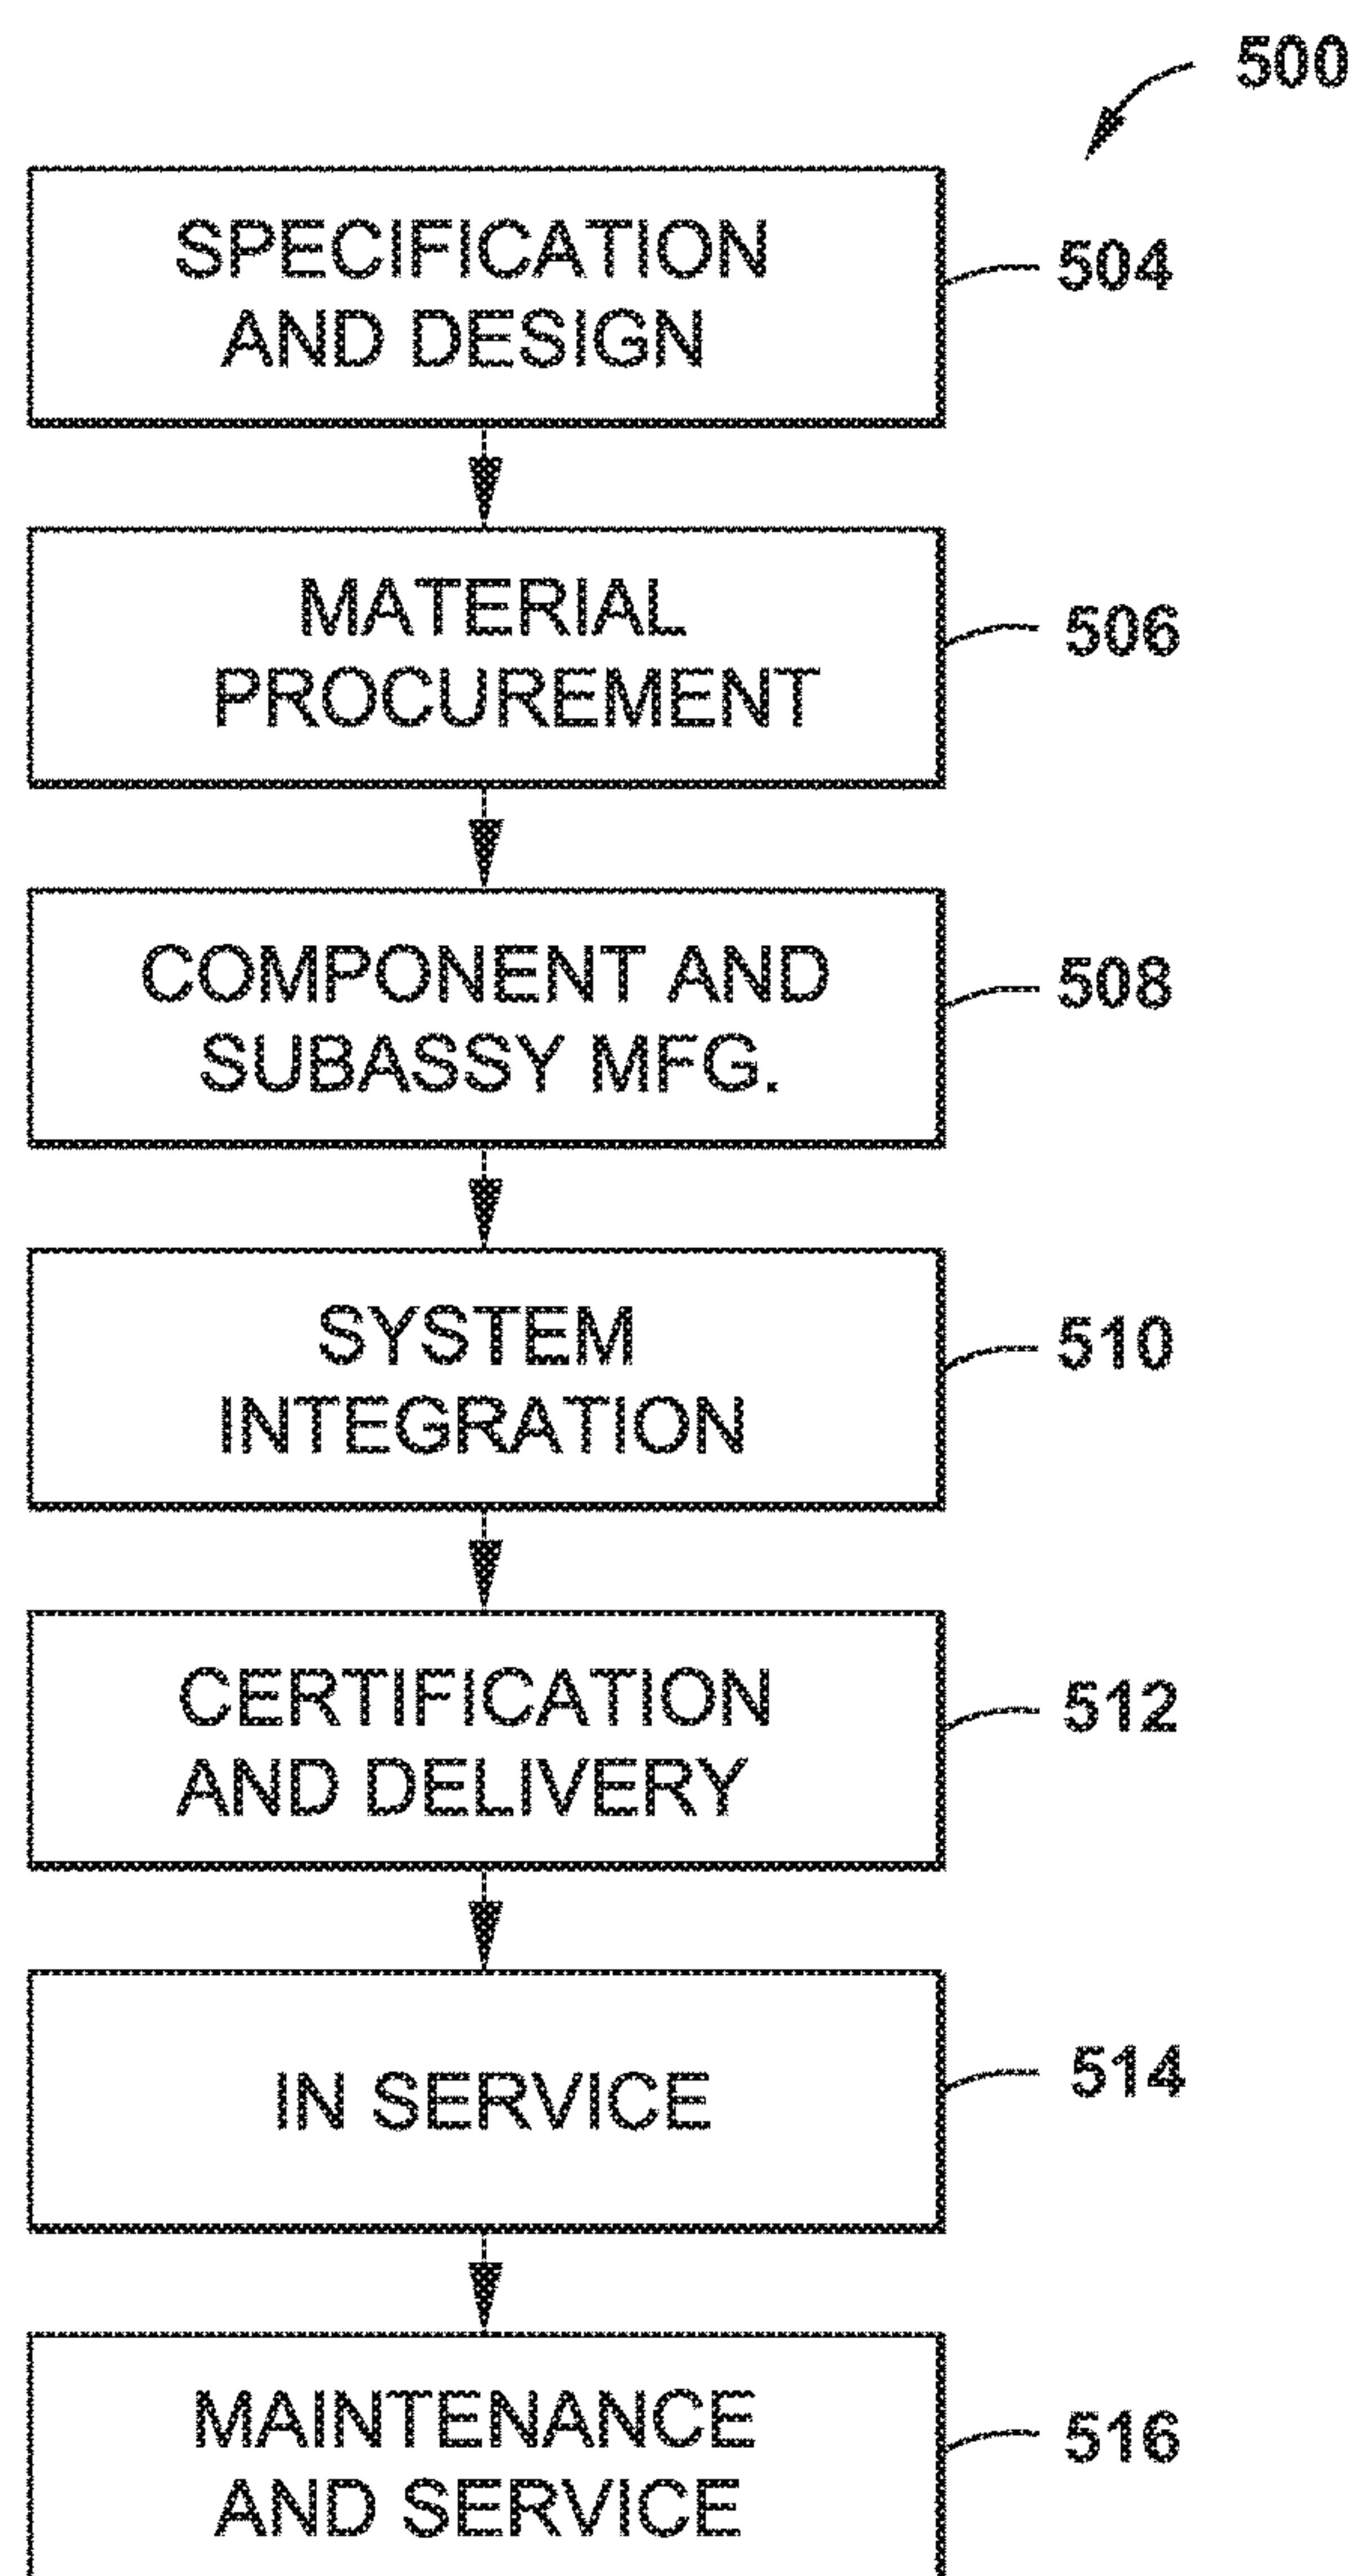 500
SPECIFICATION
AND DESIGN
504
MATERIAL
PROCUREMENT
506
COMPONENT AND
SUBASSY MFG.
508
SYSTEM
INTEGRATION
510
CERTIFICATION
AND DELIVERY
512
IN SERVICE
514
MAINTENANCE
AND SERVICE
516